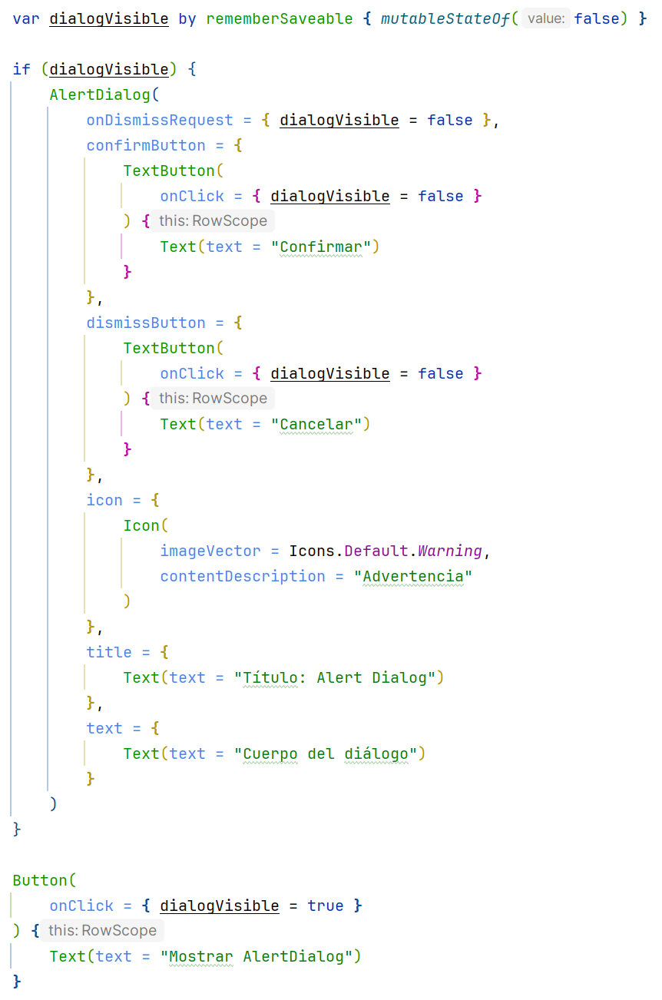 var dialogVisible by rememberSaveable { mutableStateOf( value: false) }
if (dialogVisible) {
AlertDialog(
onDismissRequest = { dialogVisible = false },
confirmButton = {
TextButton(
onClick = { dialogVisible = false }
) { this: RowScope
Text(text = "Confirmar")
}
},
dismissButton = {
TextButton(
onClick = { dialogVisible = false }
) { this: RowScope
Text(text = "Cancelar")
}
},
icon = {
Icon(
imageVector = Icons.Default.Warning,
contentDescription = "Advertencia"
)
},
title = {
Text(text = "Título: Alert Dialog")
},
text = {
Text(text = "Cuerpo del diálogo")
}
)
}
Button(
onClick = { dialogVisible = true }
) { this: RowScope
Text(text = "Mostrar AlertDialog")
}